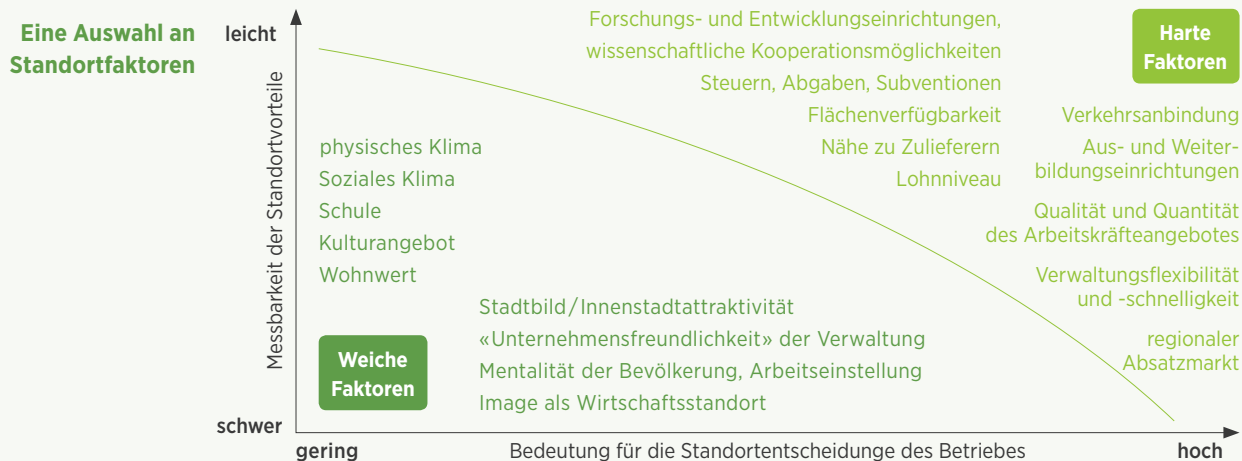 Eine Auswahl an
Standortfaktoren
leicht
Messbarkeit der Standortvorteile
schwer
Forschungs- und Entwicklungseinrichtungen,
wissenschaftliche Kooperationsmöglichkeiten
Steuern, Abgaben, Subventionen
Flächenverfügbarkeit
Nähe zu Zulieferern
Lohnniveau
Harte
Faktoren
Verkehrsanbindung
Aus- und Weiter-
bildungseinrichtungen
Qualität und Quantität
des Arbeitskräfteangebotes
Verwaltungsflexibilität
und -schnelligkeit
regionaler
Absatzmarkt
physisches Klima
Soziales Klima
Schule
Kulturangebot
Wohnwert
Stadtbild/Innenstadtattraktivität
«Unternehmensfreundlichkeit» der Verwaltung
Mentalität der Bevölkerung, Arbeitseinstellung
Image als Wirtschaftsstandort
Weiche
Faktoren
gering
Bedeutung für die Standortentscheidunge des Betriebes
hoch